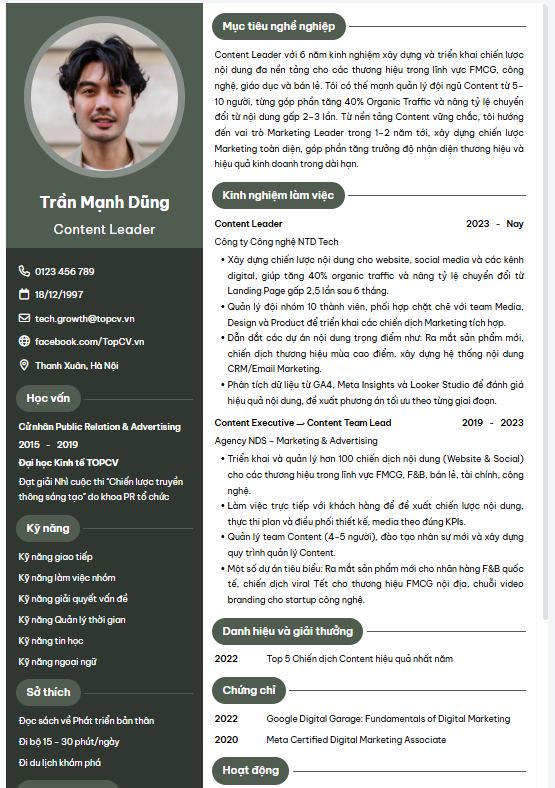 Trần Mạnh Dũng
Content Leader
0123 456 789
18/12/1997
tech.growth@topcv.vn
facebook.com/TopCV.vn
Thanh Xuân, Hà Nội
Học vấn
Cử nhân Public Relation & Advertising
2015 - 2019
Đại học Kinh tế TOPCV
Đạt giải Nhì cuộc thi "Chiến lược truyền
thông sáng tạo" do khoa PR tổ chức
Kỹ năng
Kỹ năng giao tiếp
Kỹ năng làm việc nhóm
Kỹ năng giải quyết vấn đề
Kỹ năng Quản lý thời gian
Kỹ năng tin học
Kỹ năng ngoại ngữ
Sở thích
Đọc sách về Phát triển bản thân
Đi bộ 15 - 30 phút/ngày
Đi du lịch khám phá
Mục tiêu nghề nghiệp
Content Leader với 6 năm kinh nghiệm xây dựng và triển khai chiến lược
nội dung đa nền tảng cho các thương hiệu trong lĩnh vực FMCG, công
nghệ, giáo dục và bán lẻ. Tôi có thế mạnh quản lý đội ngũ Content từ 5–
10 người, từng góp phần tăng 40% Organic Traffic và nâng tỷ lệ chuyển
đổi từ nội dung gấp 2–3 lần. Từ nền tảng Content vững chắc, tôi hướng
đến vai trò Marketing Leader trong 1–2 năm tới, xây dựng chiến lược
Marketing toàn diện, góp phần tăng trưởng độ nhận diện thương hiệu và
hiệu quả kinh doanh trong dài hạn.
Kinh nghiệm làm việc
Content Leader 2023 - Nay
Công ty Công nghệ NTD Tech
• Xây dựng chiến lược nội dung cho website, social media và các kênh
digital, giúp tăng 40% organic traffic và nâng tỷ lệ chuyển đổi từ
Landing Page gấp 2,5 lần sau 6 tháng.
• Quản lý đội nhóm 10 thành viên, phối hợp chặt chẽ với team Media,
Design và Product để triển khai các chiến dịch Marketing tích hợp.
• Dẫn dắt các dự án nội dung trọng điểm như: Ra mắt sản phẩm mới,
chiến dịch thương hiệu mùa cao điểm, xây dựng hệ thống nội dung
CRM/Email Marketing.
• Phân tích dữ liệu từ GA4, Meta Insights và Looker Studio để đánh giá
hiệu quả nội dung, đề xuất phương án tối ưu theo từng giai đoạn.
Content Executive → Content Team Lead 2019 - 2023
Agency NDS – Marketing & Advertising
• Triển khai và quản lý hơn 100 chiến dịch nội dung (Website & Social)
cho các thương hiệu trong lĩnh vực FMCG, F&B, bán lẻ, tài chính, công
nghệ.
• Làm việc trực tiếp với khách hàng để đề xuất chiến lược nội dung,
thực thi plan và điều phối thiết kế, media theo đúng KPIs.
• Quản lý team Content (4-5 người), đào tạo nhân sự mới và xây dựng
quy trình quản lý Content.
• Một số dự án tiêu biểu: Ra mắt sản phẩm mới cho nhãn hàng F&B quốc
tế, chiến dịch viral Tết cho thương hiệu FMCG nội địa, chuỗi video
branding cho startup công nghệ.
Danh hiệu và giải thưởng
2022 Top 5 Chiến dịch Content hiệu quả nhất năm
Chứng chỉ
2022 Google Digital Garage: Fundamentals of Digital Marketing
2020 Meta Certified Digital Marketing Associate
Hoạt động